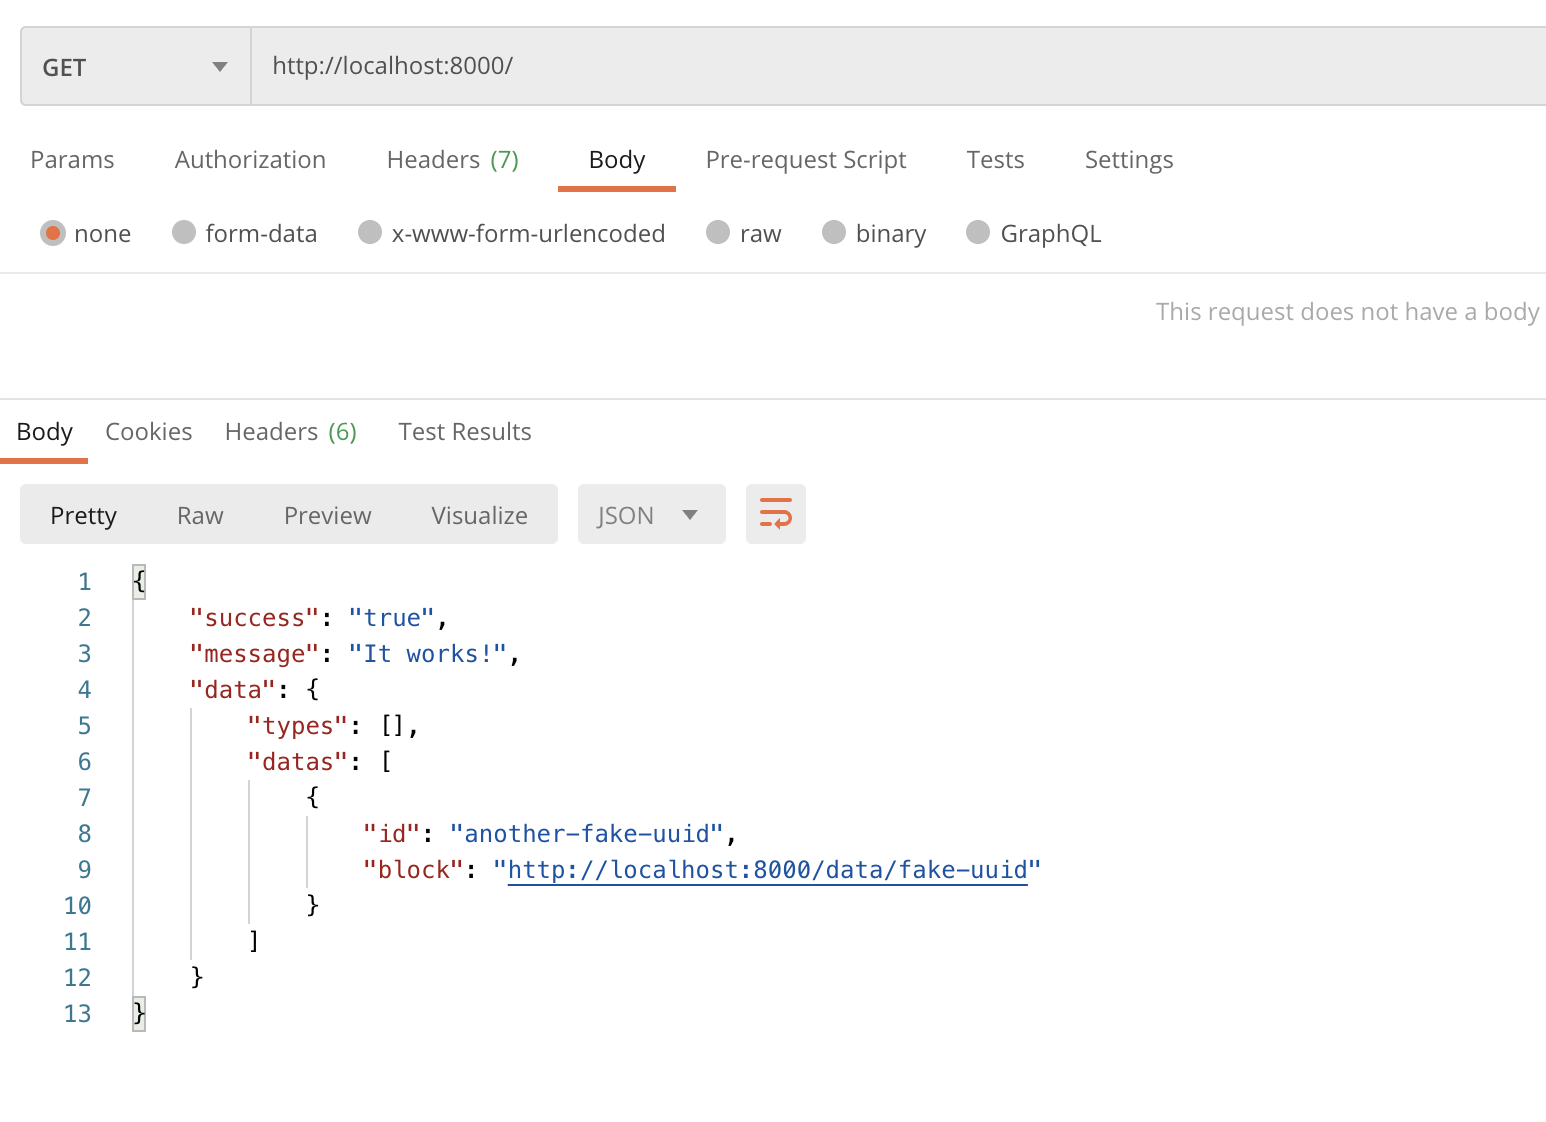 GET http://localhost:8000/
Params Authorization Headers (7) Body Pre-request Script Tests Settings
none form-data x-www-form-urlencoded raw binary GraphQL
This request does not have a body
Body Cookies Headers (6) Test Results
Pretty Raw Preview Visualize JSON
1 {
2 "success": "true",
3 "message": "It works!",
4 "data": {
5 "types": [],
6 "datas": [
7 {
8 "id": "another-fake-uuid",
9 "block": "http://localhost:8000/data/fake-uuid"
10 }
11 ]
12 }
13 }